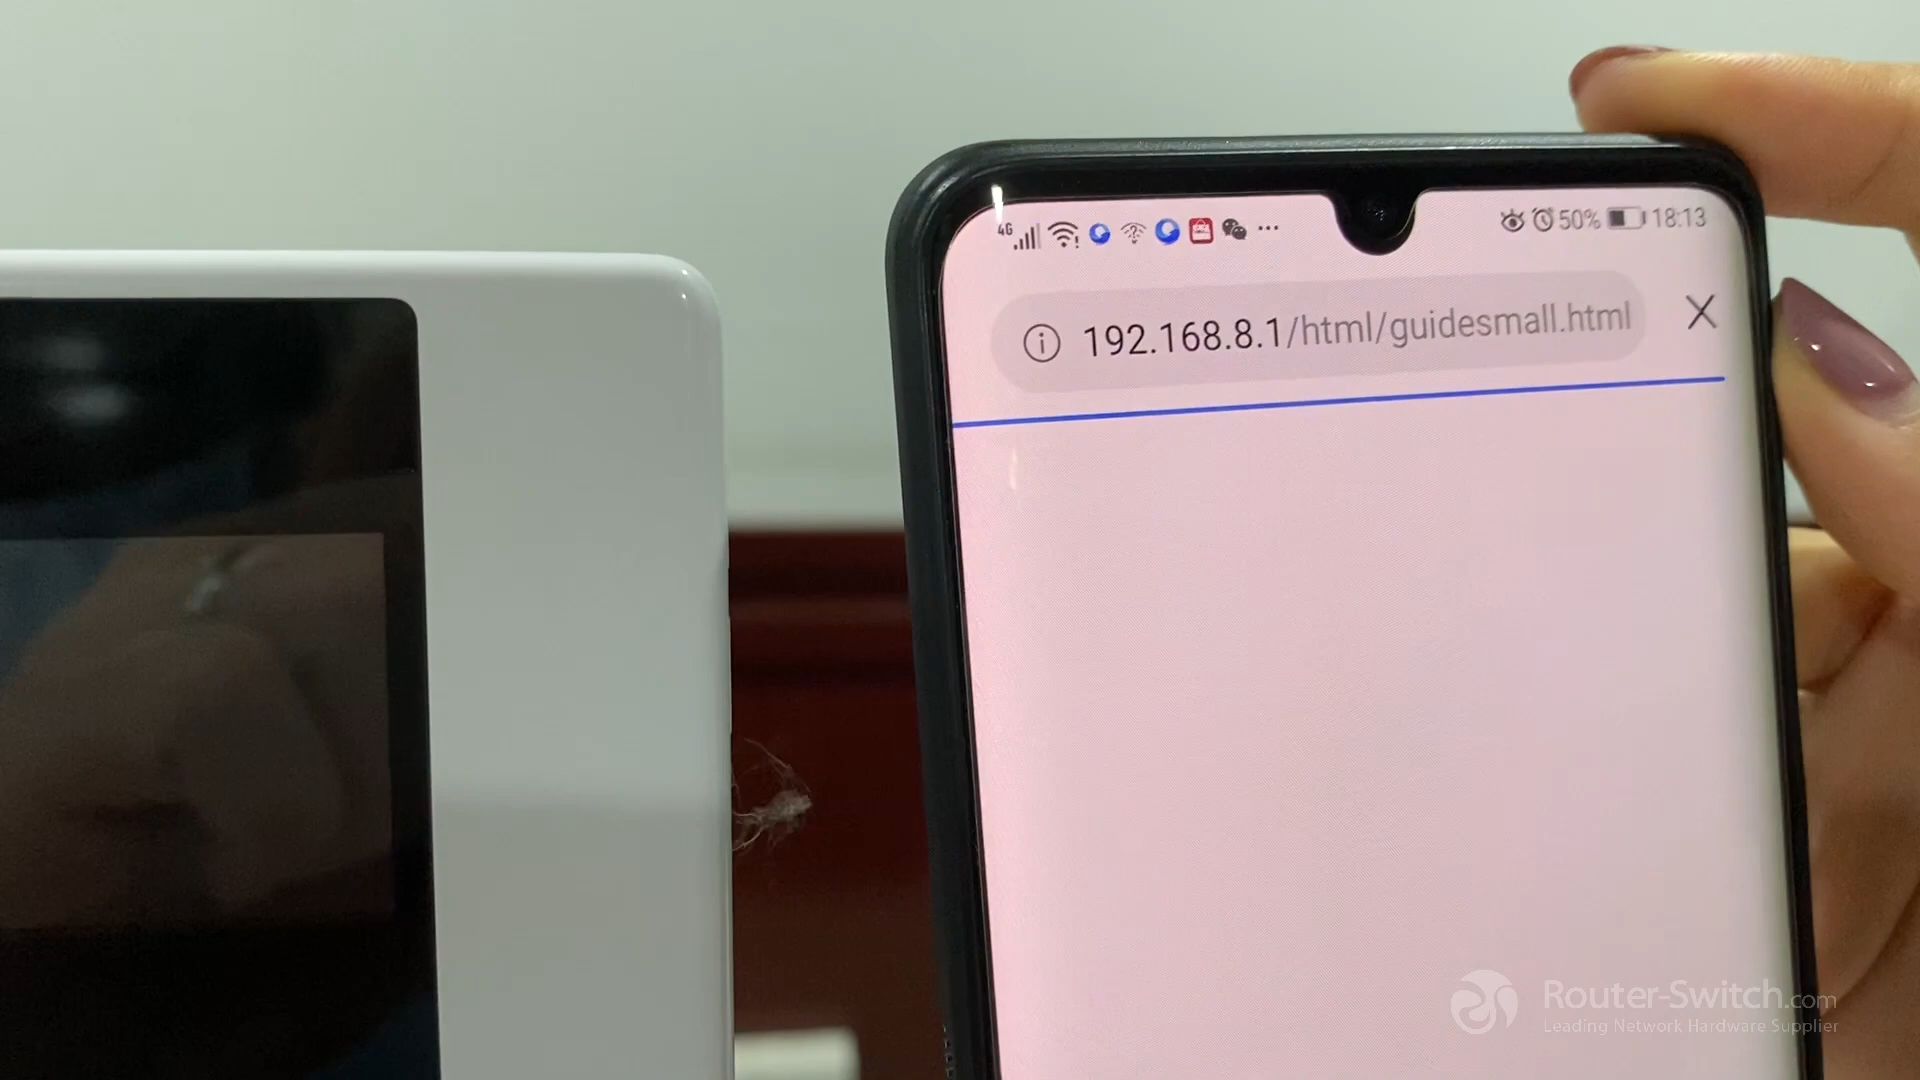 4G 50% 18:13
192.168.8.1/html/guidesmall.html
Router-Switch.com
Leading Network Hardware Supplier